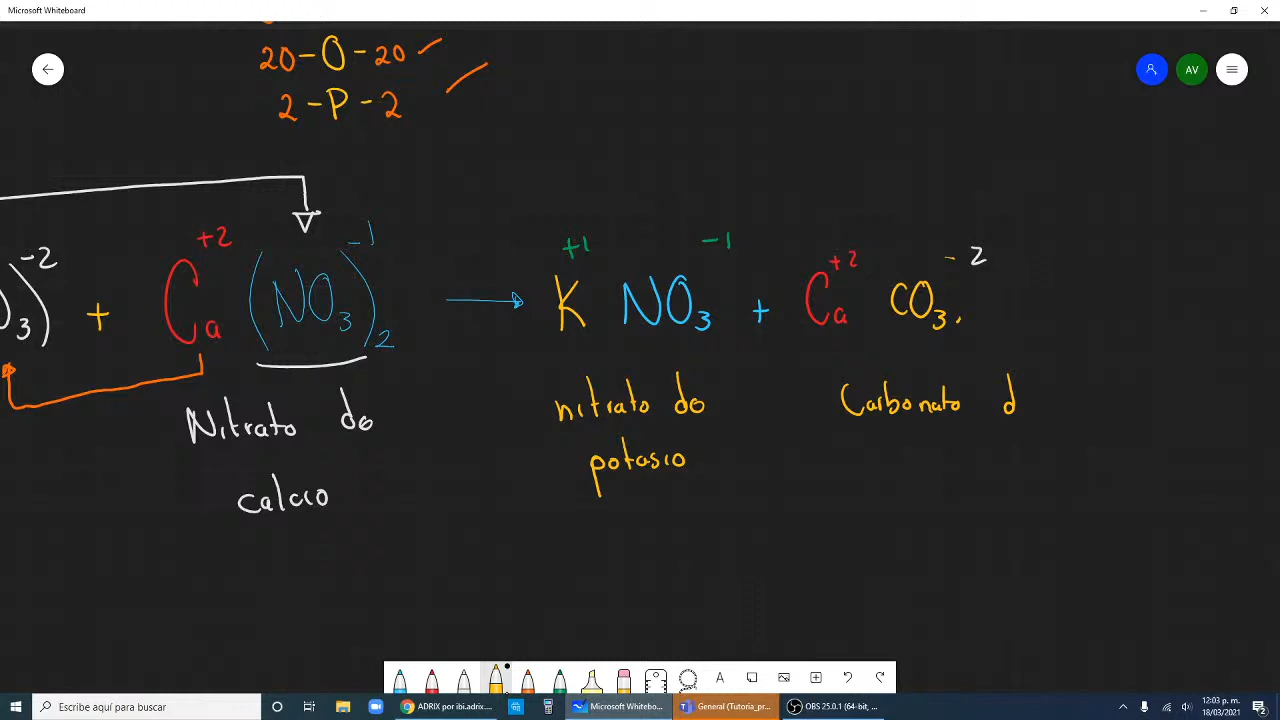 Microsoft Whiteboard
20 - O - 20
2 - P - 2
AV
O3) -2 + Ca +2 (NO3)2 -1 → K +1 NO3 -1 + Ca +2 CO3. -2
Nitrato de
calcio
nitrato de
potasio
Carbonato d
A
Escribe aquí para buscar
ADRIX por ibi.adrix....
Microsoft Whitebo...
General (Tutoria_pr...
OBS 25.0.1 (64-bit, ...
12:03 p. m.
18/03/2021